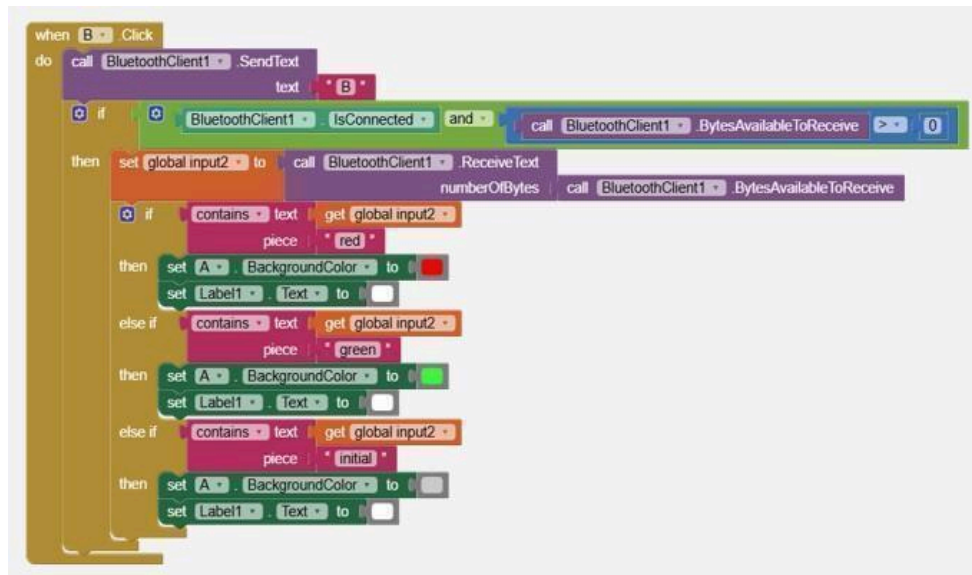 when B .Click
do call BluetoothClient1 .SendText
text " B "
if BluetoothClient1 . IsConnected and call BluetoothClient1 .BytesAvailableToReceive > 0
then set global input2 to call BluetoothClient1 .ReceiveText
numberOfBytes call BluetoothClient1 .BytesAvailableToReceive
if contains text get global input2
piece " red "
then set A . BackgroundColor to
set Label1 . Text to
else if contains text get global input2
piece " green "
then set A . BackgroundColor to
set Label1 . Text to
else if contains text get global input2
piece " initial "
then set A . BackgroundColor to
set Label1 . Text to